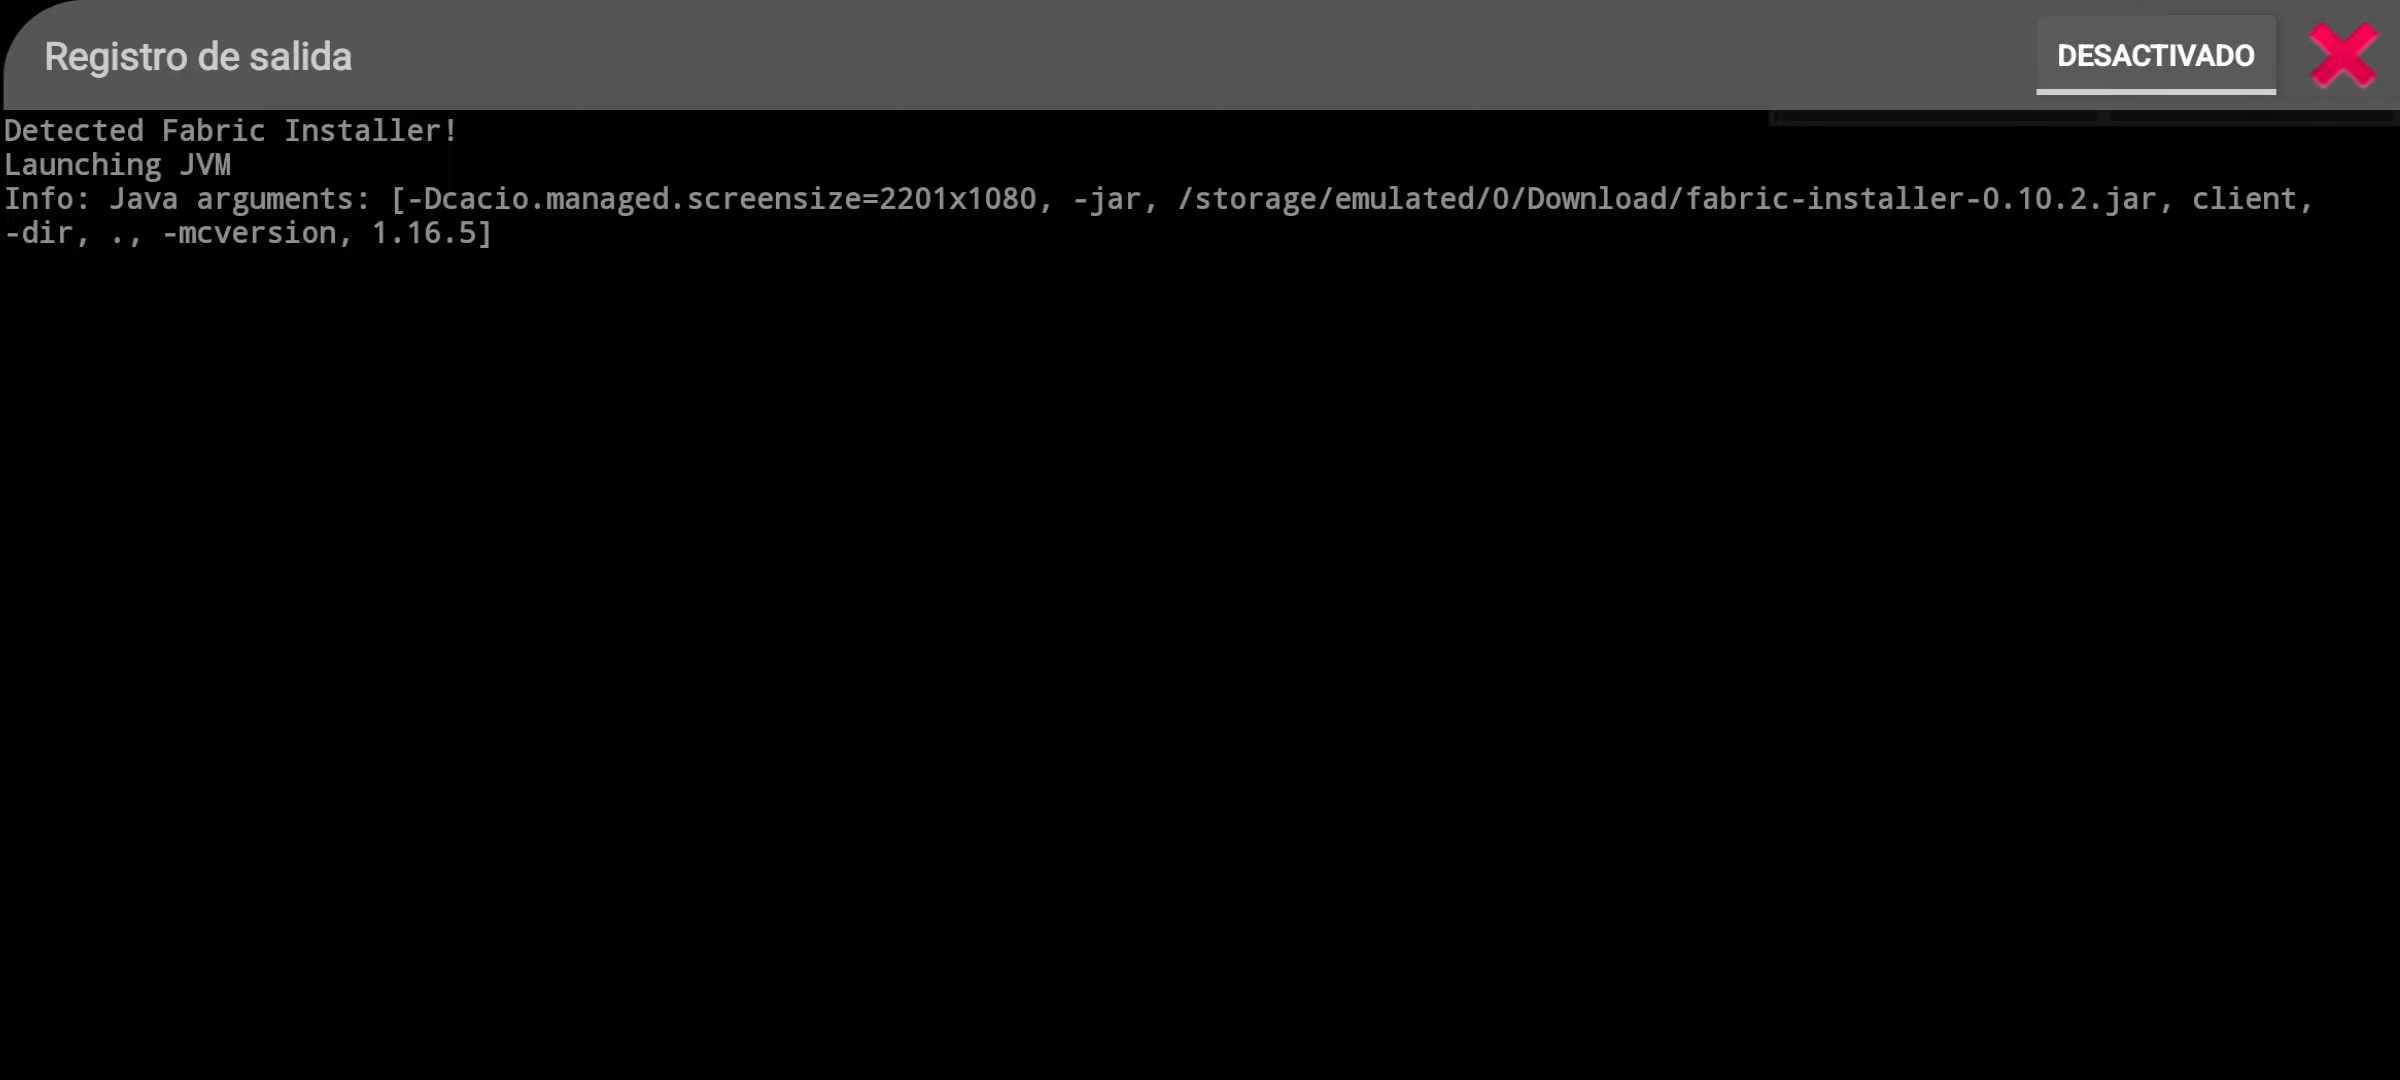 Registro de salida
DESACTIVADO
Detected Fabric Installer!
Launching JVM
Info: Java arguments: [-Dcacio.managed.screensize=2201x1080, -jar, /storage/emulated/0/Download/fabric-installer-0.10.2.jar, client,
-dir, ., -mcversion, 1.16.5]